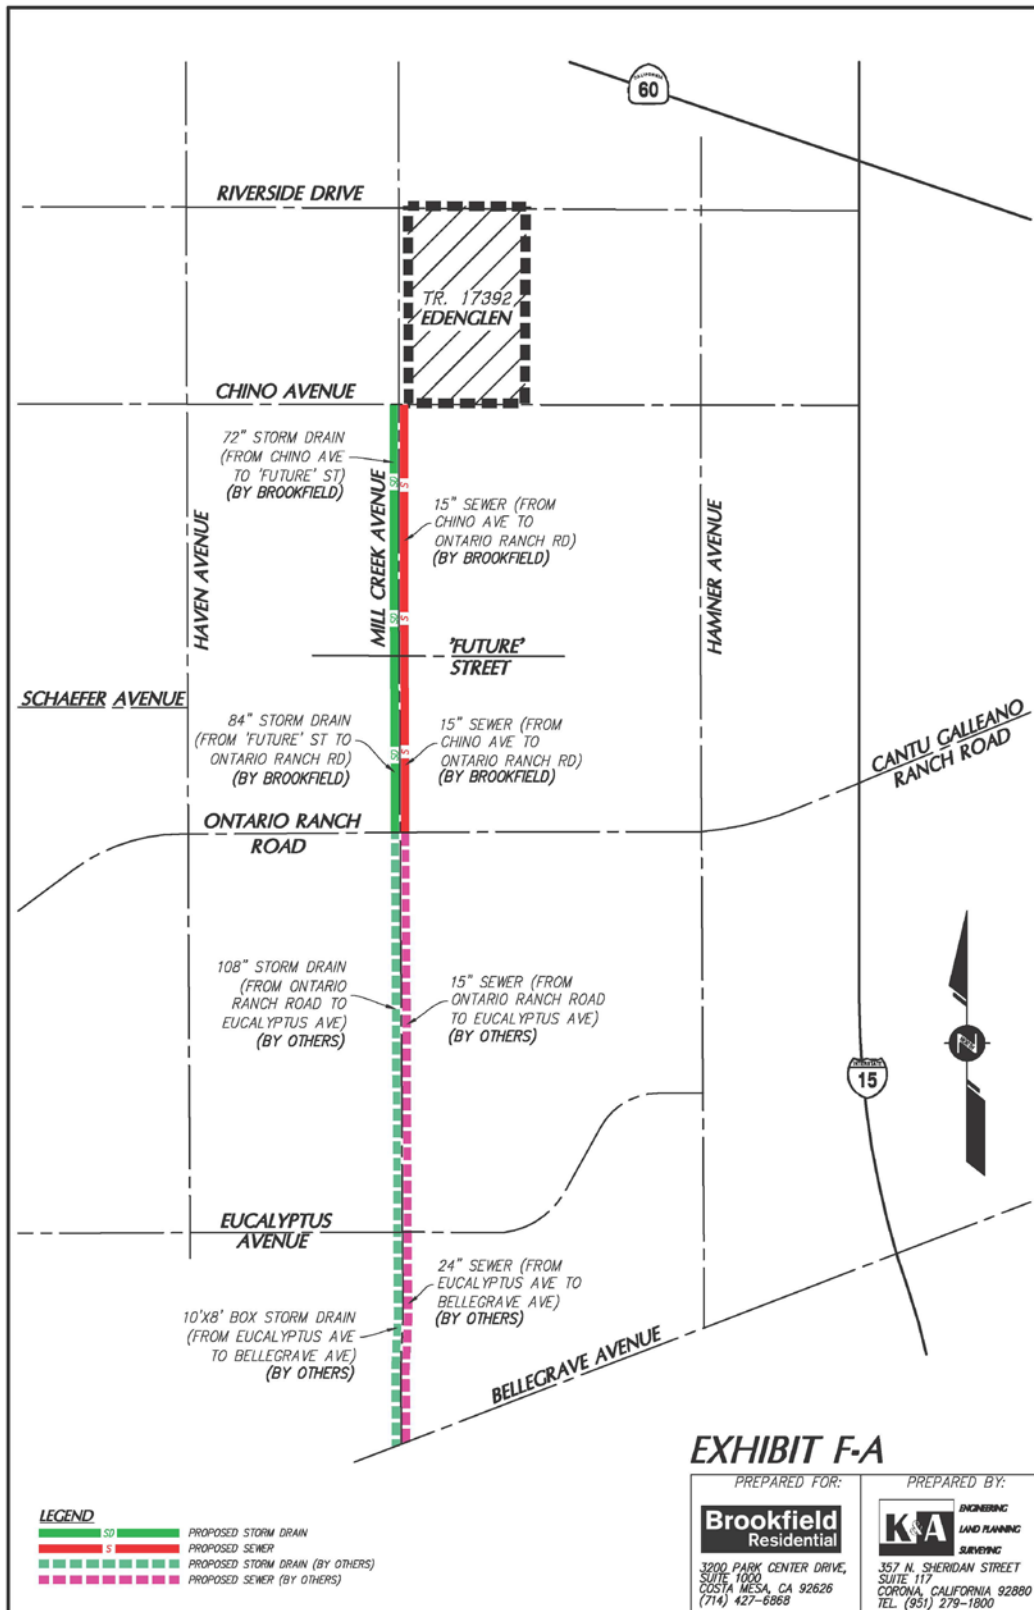 CALIFORNIA
60
RIVERSIDE DRIVE
TR. 17392
EDENGLEN
CHINO AVENUE
72" STORM DRAIN
(FROM CHINO AVE
TO 'FUTURE' ST)
(BY BROOKFIELD)
SD
S
15" SEWER (FROM
CHINO AVE TO
ONTARIO RANCH RD)
(BY BROOKFIELD)
HAVEN AVENUE
MILL CREEK AVENUE
HAMNER AVENUE
SD
S
'FUTURE'
STREET
SCHAEFER AVENUE
84" STORM DRAIN
(FROM 'FUTURE' ST TO
ONTARIO RANCH RD)
(BY BROOKFIELD)
SD
S
15" SEWER (FROM
CHINO AVE TO
ONTARIO RANCH RD)
(BY BROOKFIELD)
CANTU GALLEANO
RANCH ROAD
ONTARIO RANCH
ROAD
108" STORM DRAIN
(FROM ONTARIO
RANCH ROAD TO
EUCALYPTUS AVE)
(BY OTHERS)
15" SEWER (FROM
ONTARIO RANCH ROAD
TO EUCALYPTUS AVE)
(BY OTHERS)
INTERSTATE
15
EUCALYPTUS
AVENUE
24" SEWER (FROM
EUCALYPTUS AVE TO
BELLEGRAVE AVE)
(BY OTHERS)
10'X8' BOX STORM DRAIN
(FROM EUCALYPTUS AVE
TO BELLEGRAVE AVE)
(BY OTHERS)
BELLEGRAVE AVENUE
EXHIBIT F-A
PREPARED FOR:
Brookfield
Residential
3200 PARK CENTER DRIVE,
SUITE 1000
COSTA MESA, CA 92626
(714) 427-6868
PREPARED BY:
K&A
ENGINEERING
LAND PLANNING
SURVEYING
357 N. SHERIDAN STREET
SUITE 117
CORONA, CALIFORNIA 92880
TEL. (951) 279-1800
LEGEND
SD PROPOSED STORM DRAIN
S PROPOSED SEWER
PROPOSED STORM DRAIN (BY OTHERS)
PROPOSED SEWER (BY OTHERS)